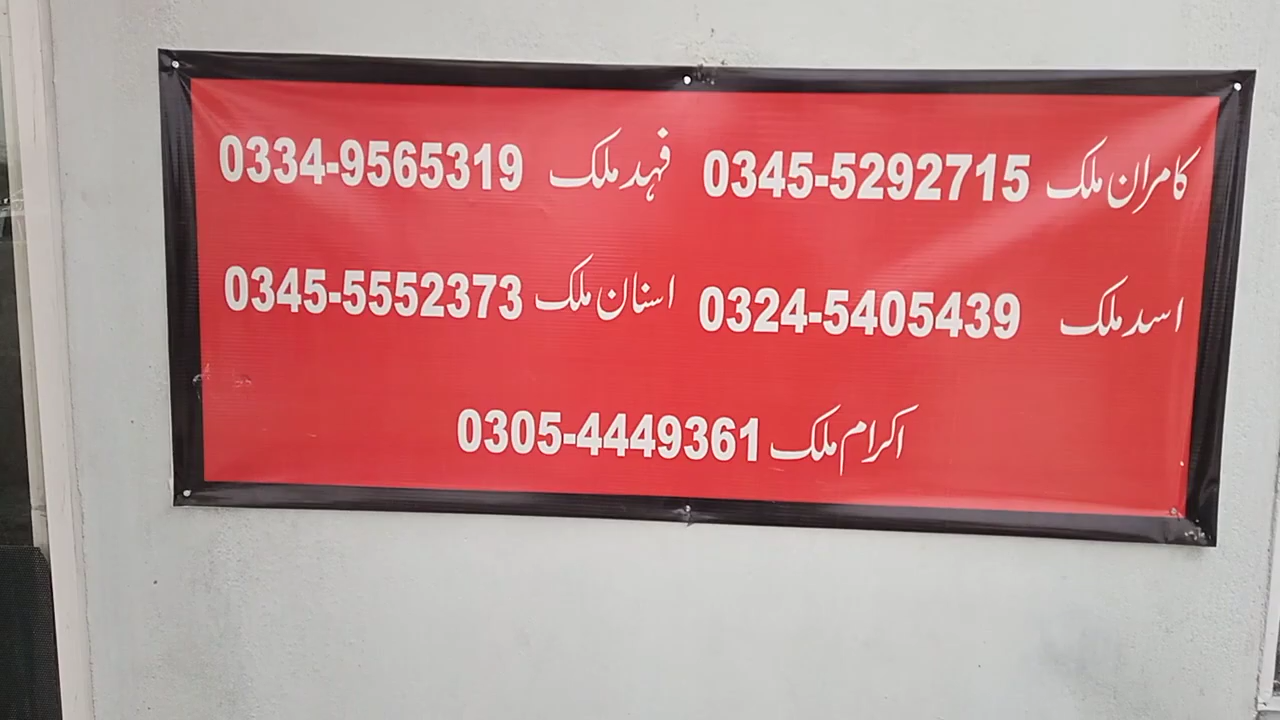 کامران ملک 0345-5292715 فہد ملک 0334-9565319
اسد ملک 0324-5405439 اسنان ملک 0345-5552373
اکرام ملک 0305-4449361